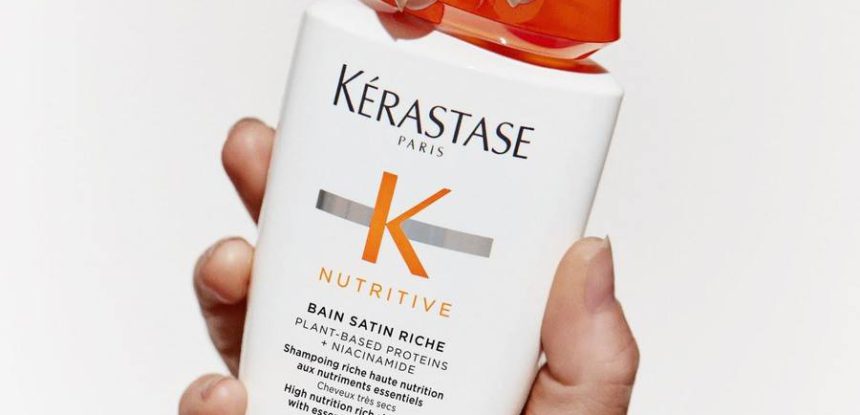 KÉRASTASE
PARIS
K
NUTRITIVE
BAIN SATIN RICHE
PLANT-BASED PROTEINS
+ NIACINAMIDE
Shampoing riche haute nutrition
aux nutriments essentiels
Cheveux très secs
High nutrition rich
with